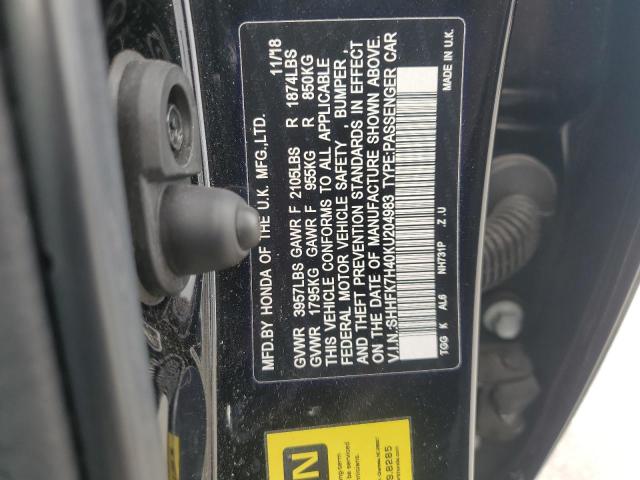 MFD.BY HONDA OF THE U.K. MFG.,LTD. 11/18
GVWR 3957LBS GAWR F 2105LBS R 1874LBS
GVWR 1795KG GAWR F 955KG R 850KG
THIS VEHICLE CONFORMS TO ALL APPLICABLE
FEDERAL MOTOR VEHICLE SAFETY , BUMPER ,
AND THEFT PREVENTION STANDARDS IN EFFECT
ON THE DATE OF MANUFACTURE SHOWN ABOVE.
V.I.N.:SHHFK7H40KU204983 TYPE:PASSENGER CAR
TGG K AL6 NH731P .Z .U MADE IN U.K.
be serviced